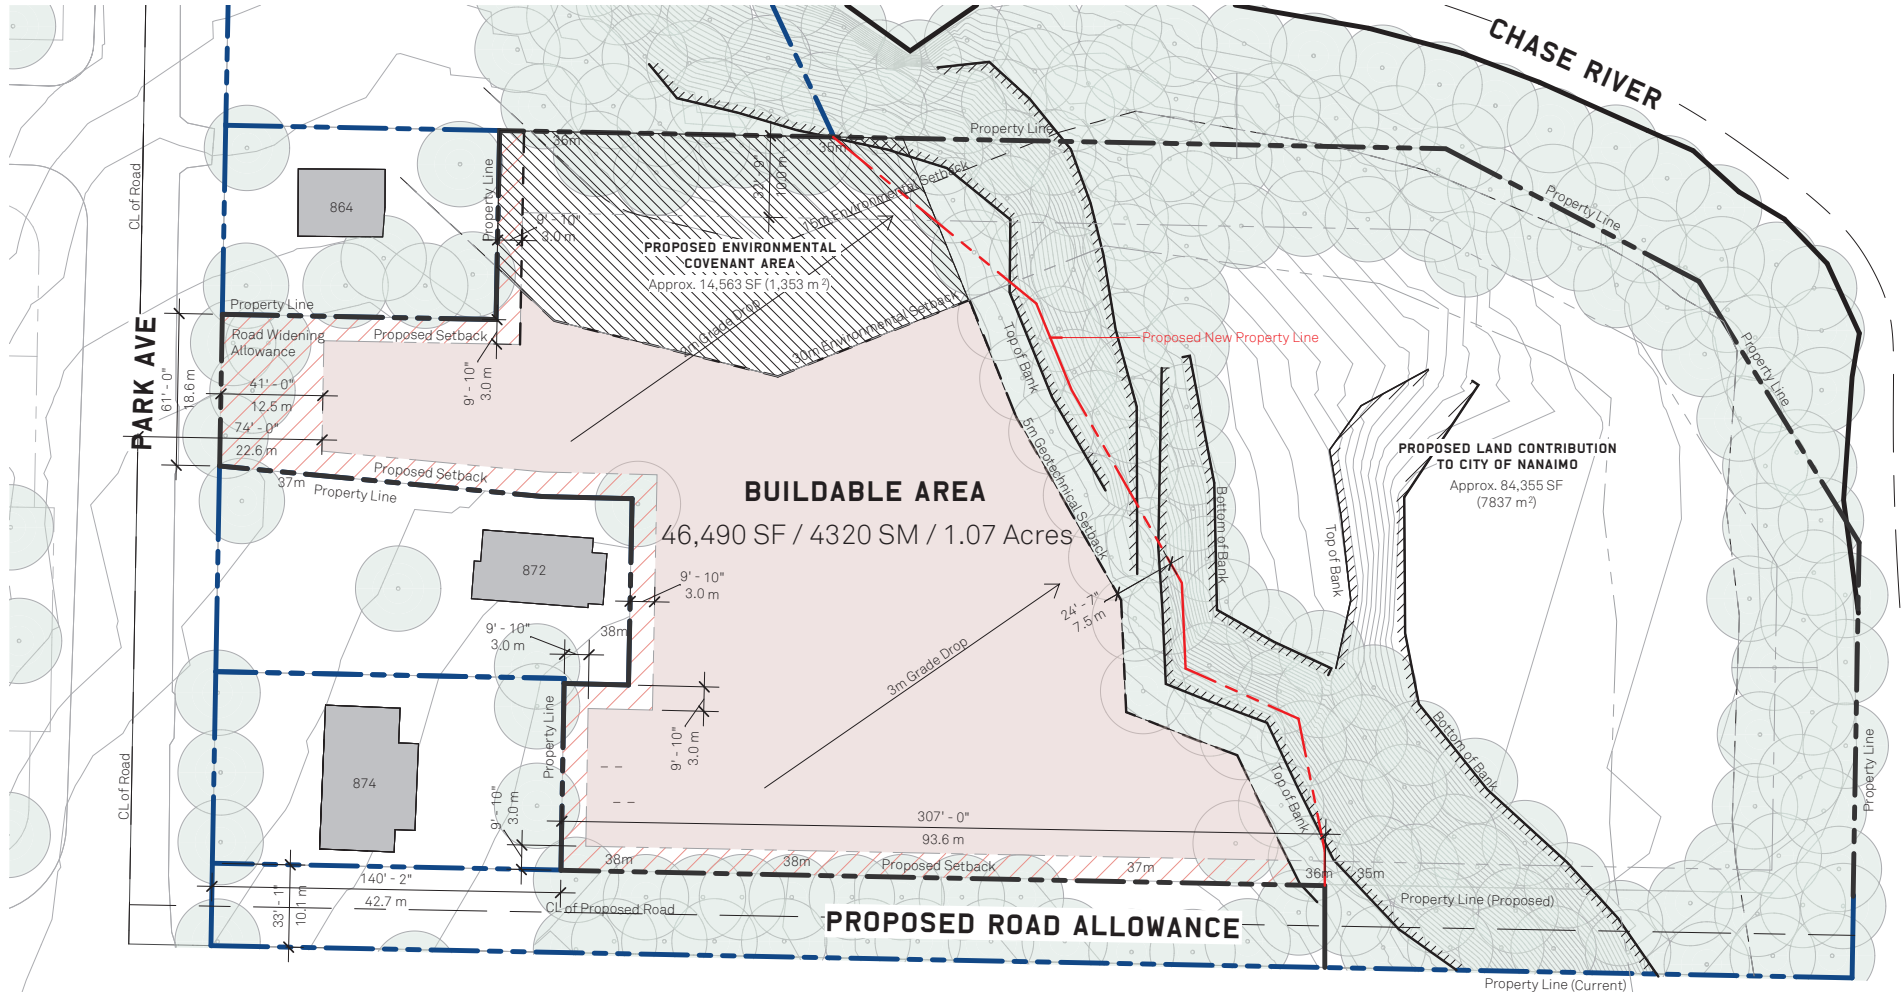 CHASE RIVER
Property Line
36m
35m
CL of Road
864
Property Line
9' - 10"
3.0 m
32' - 9"
10.0 m
15m Environmental Setback
PROPOSED ENVIRONMENTAL
COVENANT AREA
Approx. 14,563 SF (1,353 m²)
Property Line
Property Line
Property Line
Road Widening
Allowance
Proposed Setback
3m Grade Drop
30m Environmental Setback
Top of Bank
Proposed New Property Line
PARK AVE
61' - 0"
18.6 m
41' - 0"
12.5 m
9' - 10"
3.0 m
74' - 0"
22.6 m
37m
Proposed Setback
Property Line
5m Geotechnical Setback
PROPOSED LAND CONTRIBUTION
TO CITY OF NANAIMO
Approx. 84,355 SF
(7837 m²)
BUILDABLE AREA
46,490 SF / 4320 SM / 1.07 Acres
Bottom of Bank
Top of Bank
872
9' - 10"
3.0 m
24' - 7"
7.5 m
9' - 10"
3.0 m
38m
3m Grade Drop
Property Line
9' - 10"
3.0 m
874
CL of Road
9' - 10"
3.0 m
Top of Bank
Bottom of Bank
Property Line
307' - 0"
93.6 m
38m
38m
Proposed Setback
37m
36m
35m
140' - 2"
42.7 m
33' - 1"
10.1 m
CL of Proposed Road
PROPOSED ROAD ALLOWANCE
Property Line (Proposed)
Property Line (Current)